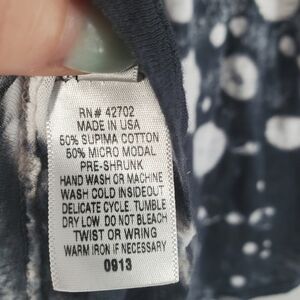 RN# 42702
MADE IN USA
50% SUPIMA COTTON
50% MICRO MODAL
PRE-SHRUNK
HAND WASH OR MACHINE
WASH COLD INSIDEOUT
DELICATE CYCLE. TUMBLE
DRY LOW. DO NOT BLEACH
TWIST OR WRING
WARM IRON IF NECESSARY
0913